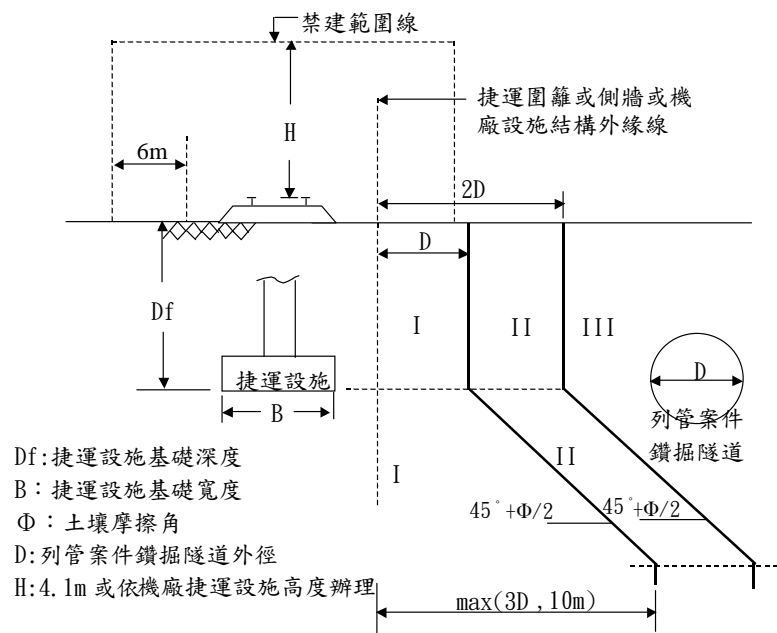 禁建範圍線
捷運圍籬或側牆或機
廠設施結構外緣線
H
6m
2D
D
Df
I
II
III
捷運設施
B
D
列管案件
鑽掘隧道
II
I
45°+Φ/2
45°+Φ/2
Df:捷運設施基礎深度
B：捷運設施基礎寬度
Φ：土壤摩擦角
D:列管案件鑽掘隧道外徑
H:4.1m 或依機廠捷運設施高度辦理
max(3D,10m)